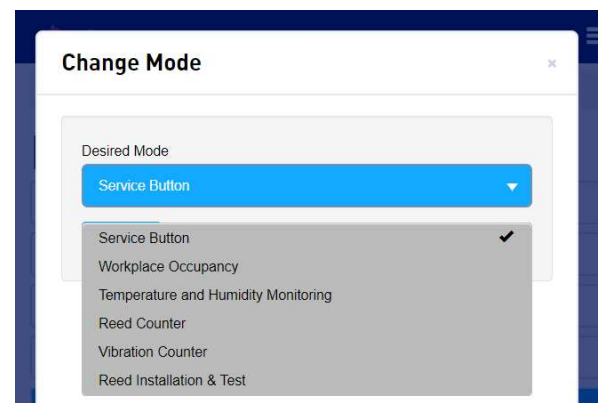 Change Mode
×
Desired Mode
Service Button
Service Button
Workplace Occupancy
Temperature and Humidity Monitoring
Reed Counter
Vibration Counter
Reed Installation & Test